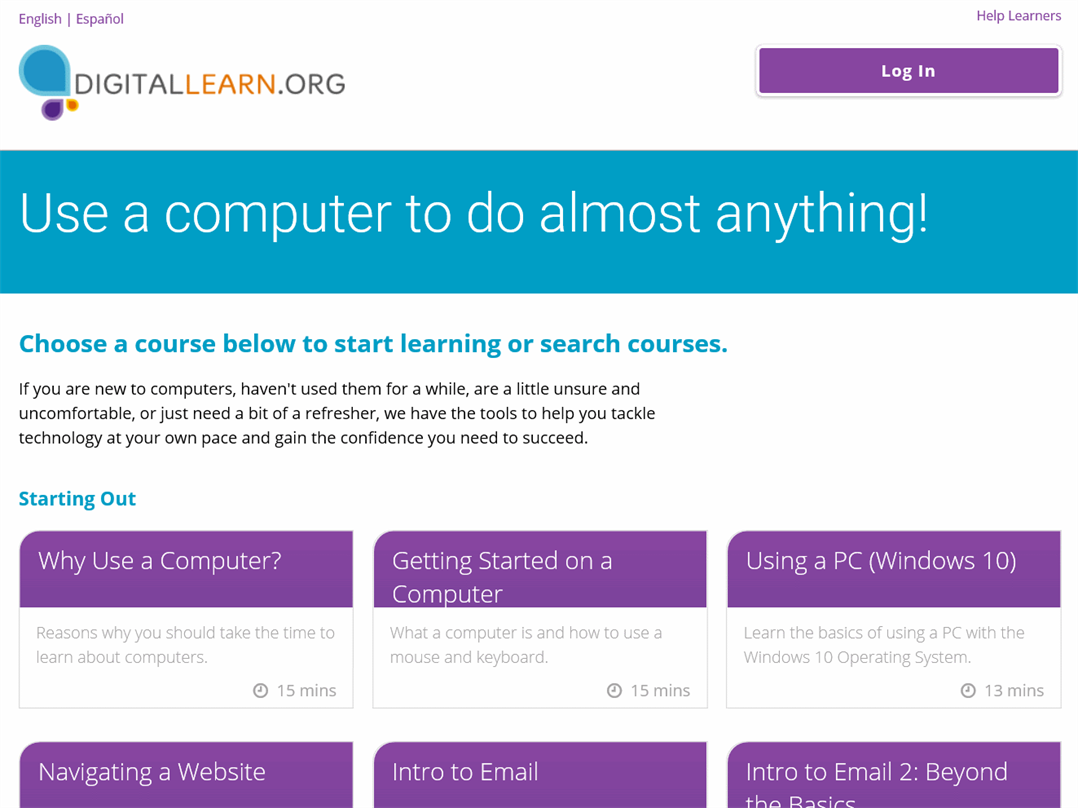 English | Español
Help Learners
DIGITALLEARN.ORG
Log In
Use a computer to do almost anything!
Choose a course below to start learning or search courses.
If you are new to computers, haven't used them for a while, are a little unsure and
uncomfortable, or just need a bit of a refresher, we have the tools to help you tackle
technology at your own pace and gain the confidence you need to succeed.
Starting Out
Why Use a Computer?
Reasons why you should take the time to
learn about computers.
15 mins
Getting Started on a
Computer
What a computer is and how to use a
mouse and keyboard.
15 mins
Using a PC (Windows 10)
Learn the basics of using a PC with the
Windows 10 Operating System.
13 mins
Navigating a Website
Intro to Email
Intro to Email 2: Beyond
the Basics